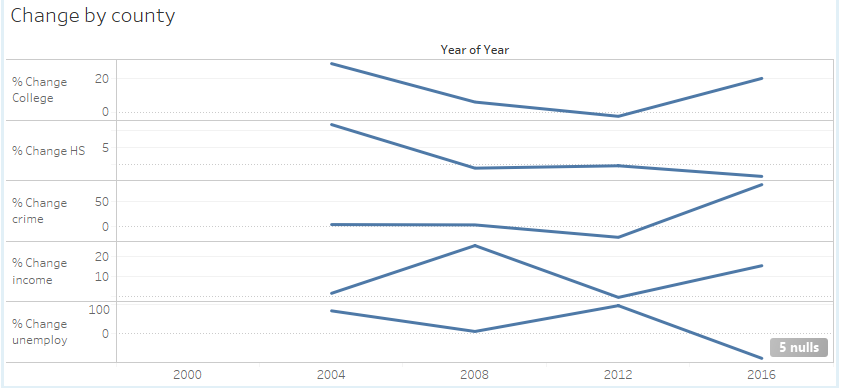 Change by county
Year of Year
% Change
College
20
0
% Change HS
5
% Change
crime
50
0
% Change
income
20
10
% Change
unemploy
100
0
5 nulls
2000 2004 2008 2012 2016